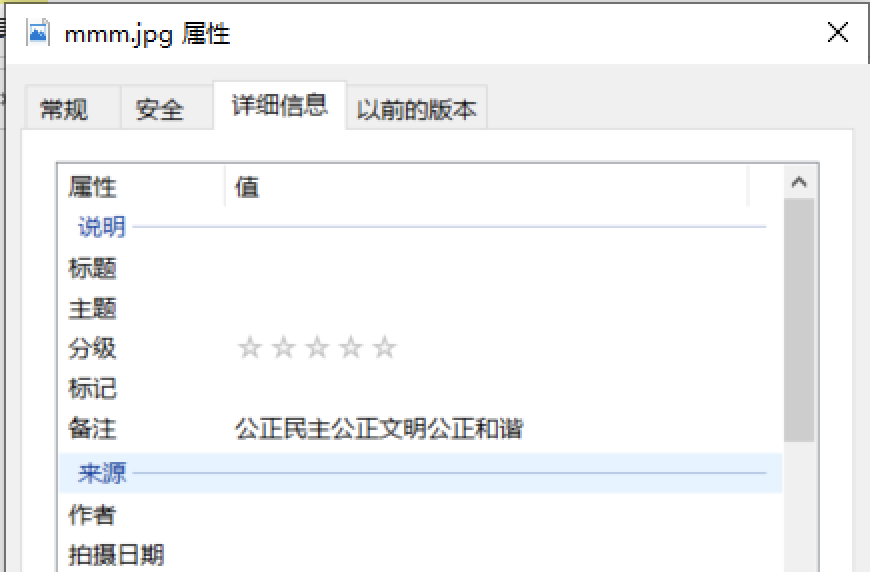 mmm.jpg 属性
常规 安全 详细信息 以前的版本
属性 值
说明
标题
主题
分级
标记
备注 公正民主公正文明公正和谐
来源
作者
拍摄日期